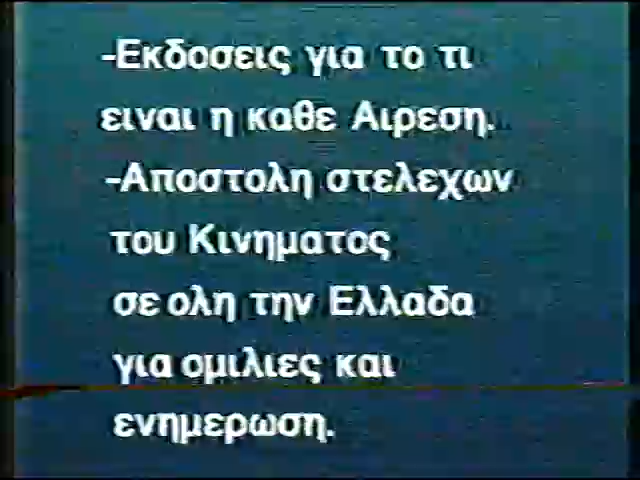 -Εκδοσεις για το τι
ειναι η καθε Αιρεση.
-Αποστολη στελεχων
του Κινηματος
σε ολη την Ελλαδα
για ομιλιες και
ενημερωση.